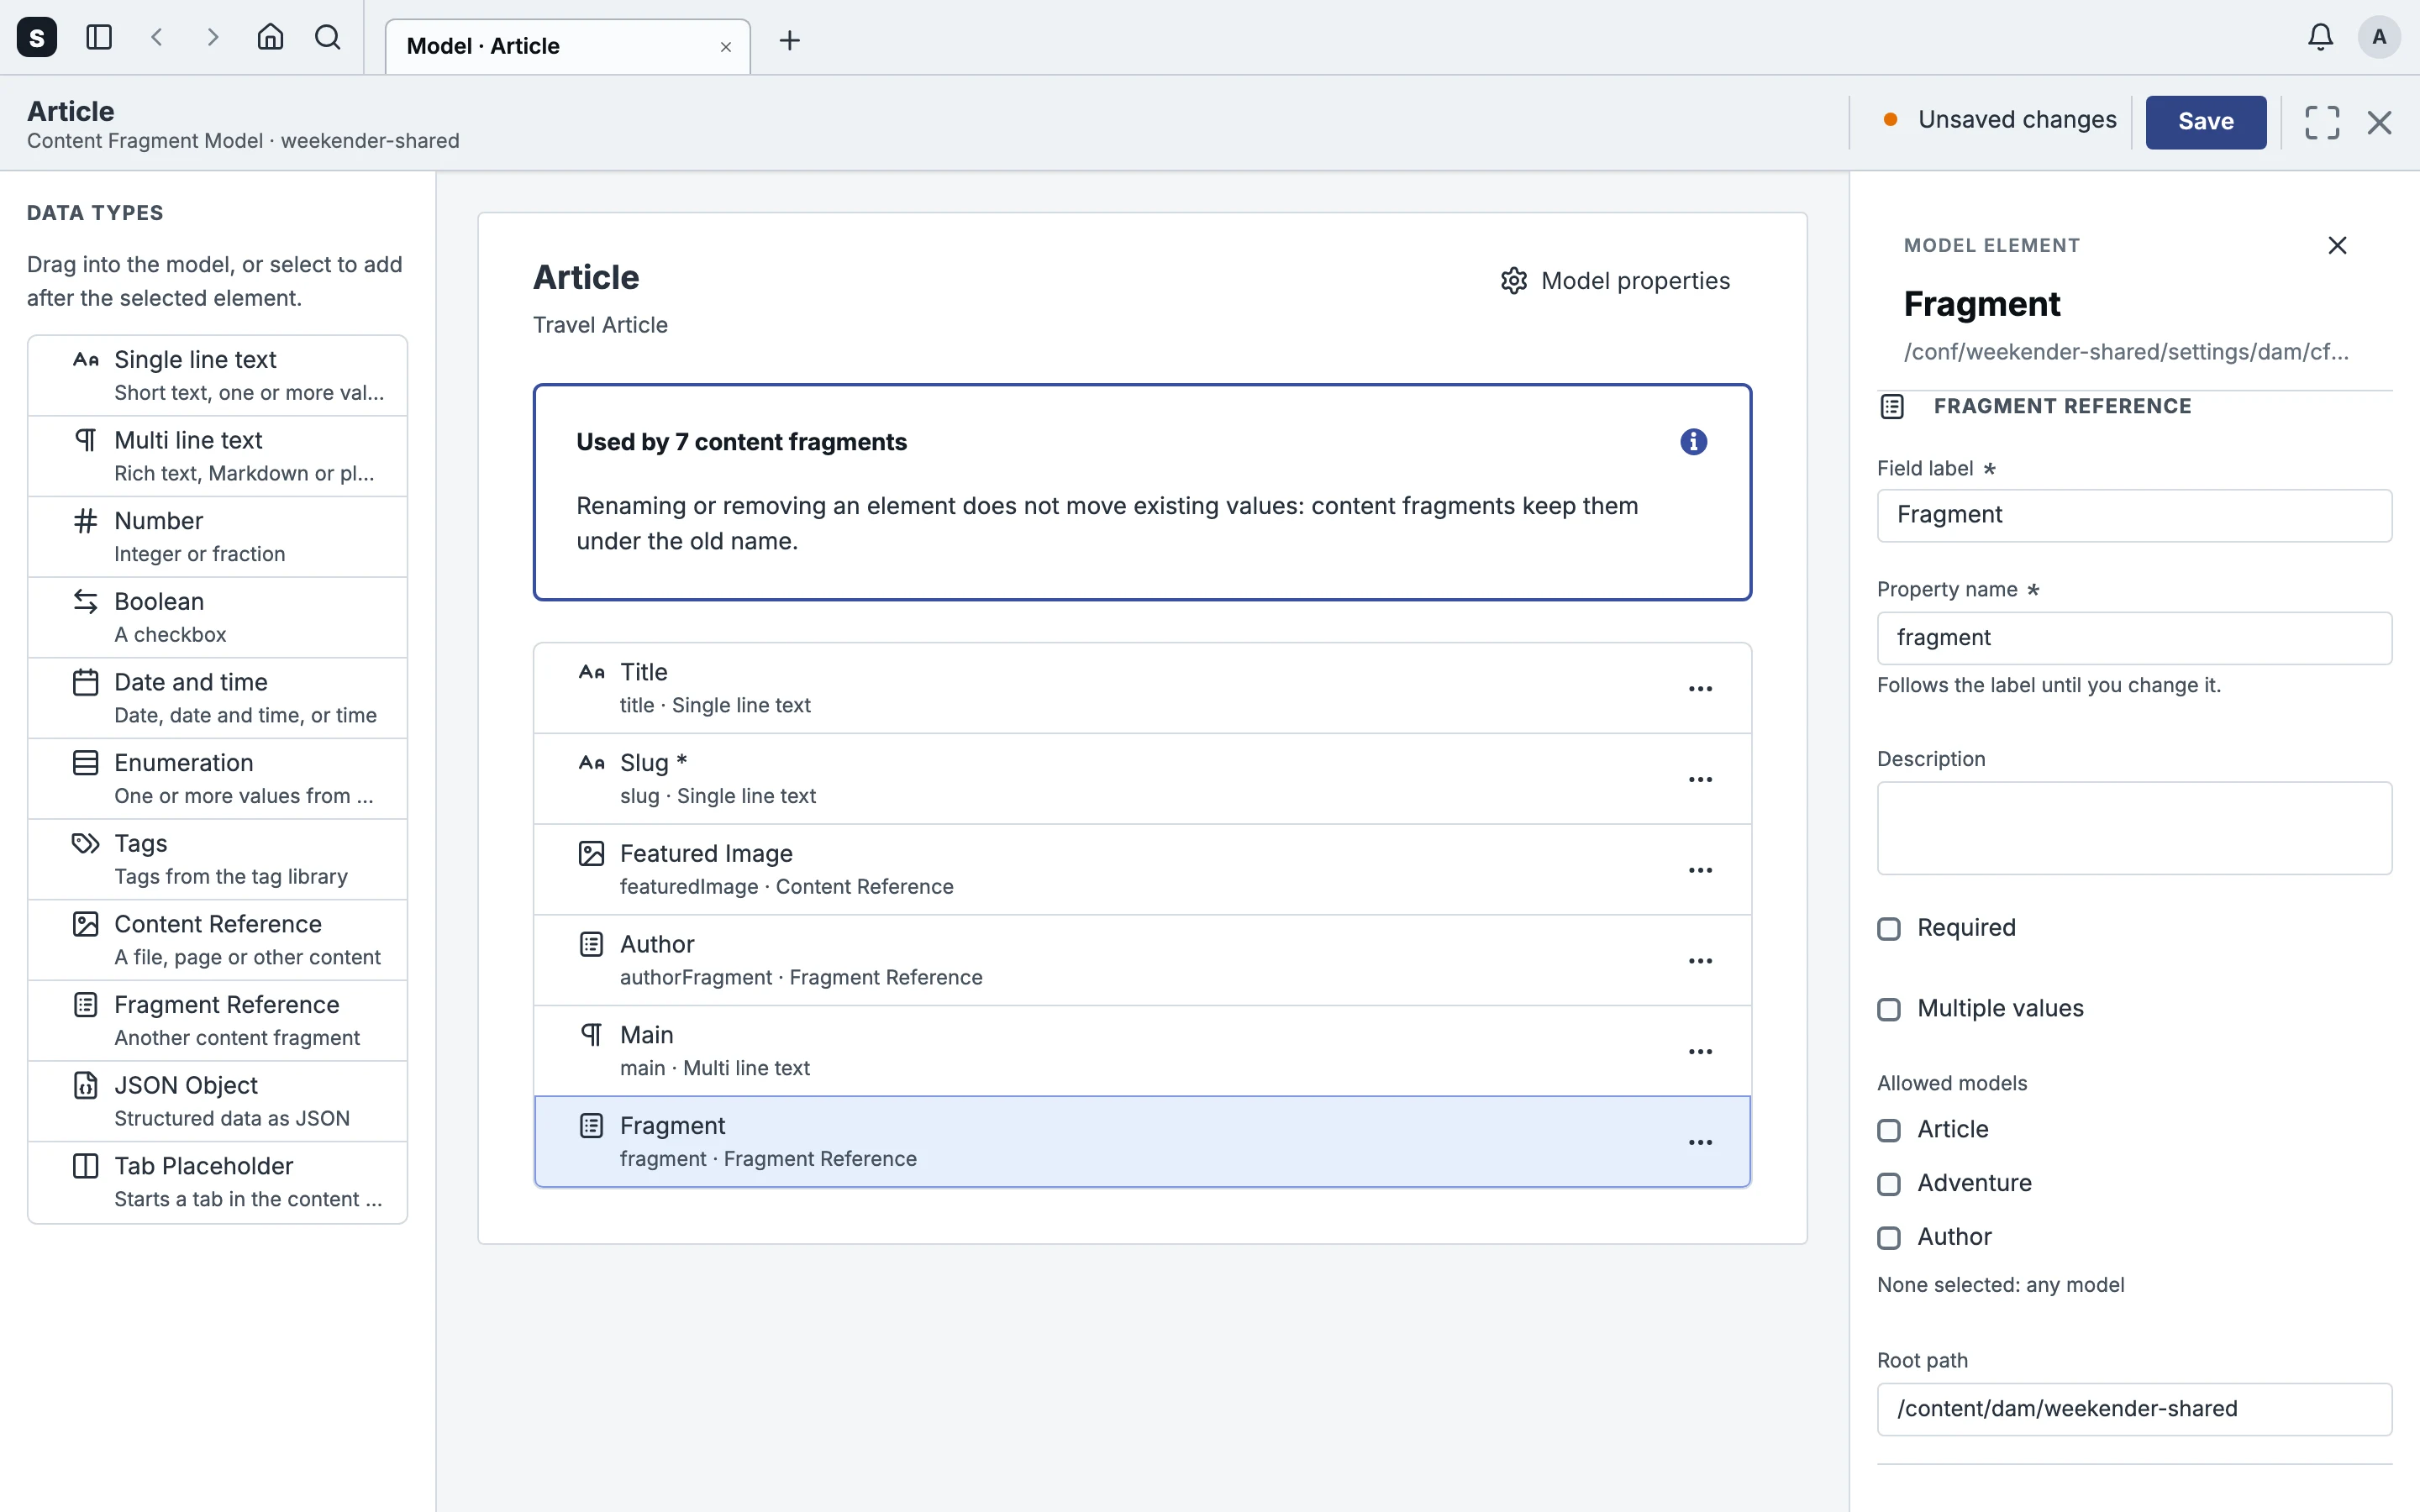 S
Model · Article
A
Article
Content Fragment Model · weekender-shared
Unsaved changes
Save
DATA TYPES
Drag into the model, or select to add
after the selected element.
Single line text
Short text, one or more val...
Multi line text
Rich text, Markdown or pl...
Number
Integer or fraction
Boolean
A checkbox
Date and time
Date, date and time, or time
Enumeration
One or more values from ...
Tags
Tags from the tag library
Content Reference
A file, page or other content
Fragment Reference
Another content fragment
JSON Object
Structured data as JSON
Tab Placeholder
Starts a tab in the content ...
Article
Model properties
Travel Article
Used by 7 content fragments
Renaming or removing an element does not move existing values: content fragments keep them
under the old name.
Title
title · Single line text
Slug *
slug · Single line text
Featured Image
featuredImage · Content Reference
Author
authorFragment · Fragment Reference
Main
main · Multi line text
Fragment
fragment · Fragment Reference
MODEL ELEMENT
Fragment
/conf/weekender-shared/settings/dam/cf...
FRAGMENT REFERENCE
Field label *
Fragment
Property name *
fragment
Follows the label until you change it.
Description
Required
Multiple values
Allowed models
Article
Adventure
Author
None selected: any model
Root path
/content/dam/weekender-shared